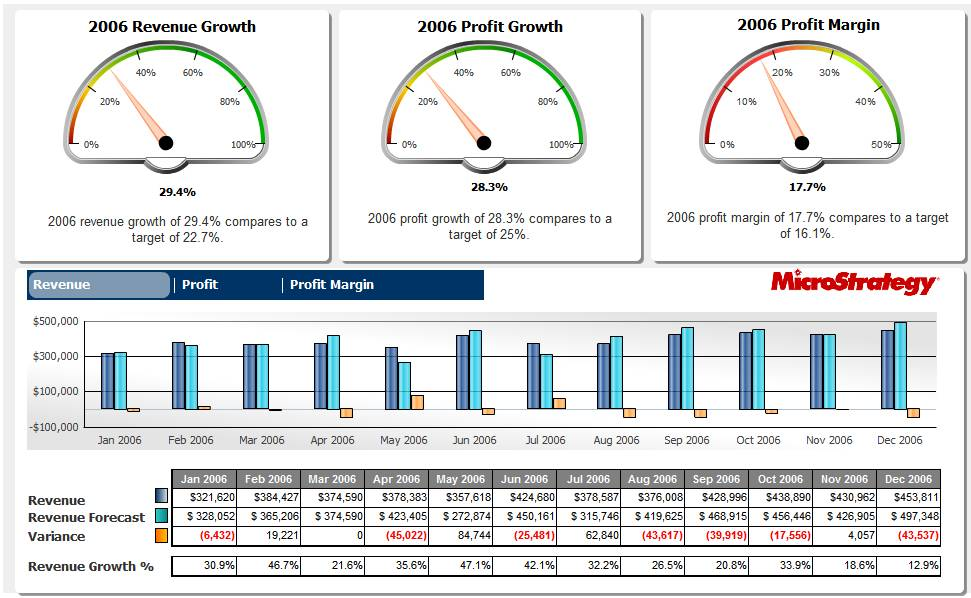 2006 Revenue Growth
0%
20%
40%
60%
80%
100%
29.4%
2006 revenue growth of 29.4% compares to a
target of 22.7%.
2006 Profit Growth
0%
20%
40%
60%
80%
100%
28.3%
2006 profit growth of 28.3% compares to a
target of 25%.
2006 Profit Margin
0%
10%
20%
30%
40%
50%
17.7%
2006 profit margin of 17.7% compares to a target
of 16.1%.
Revenue | Profit | Profit Margin
MicroStrategy
$500,000
$300,000
$100,000
-$100,000
Jan 2006 Feb 2006 Mar 2006 Apr 2006 May 2006 Jun 2006 Jul 2006 Aug 2006 Sep 2006 Oct 2006 Nov 2006 Dec 2006
Jan 2006 Feb 2006 Mar 2006 Apr 2006 May 2006 Jun 2006 Jul 2006 Aug 2006 Sep 2006 Oct 2006 Nov 2006 Dec 2006
Revenue $321,620 $384,427 $374,590 $378,383 $357,618 $424,680 $378,587 $376,008 $428,996 $438,890 $430,962 $453,811
Revenue Forecast $ 328,052 $ 365,206 $ 374,590 $ 423,405 $ 272,874 $ 450,161 $ 315,746 $ 419,625 $ 468,915 $ 456,446 $ 426,905 $ 497,348
Variance (6,432) 19,221 0 (45,022) 84,744 (25,481) 62,840 (43,617) (39,919) (17,556) 4,057 (43,537)
Revenue Growth % 30.9% 46.7% 21.6% 35.6% 47.1% 42.1% 32.2% 26.5% 20.8% 33.9% 18.6% 12.9%